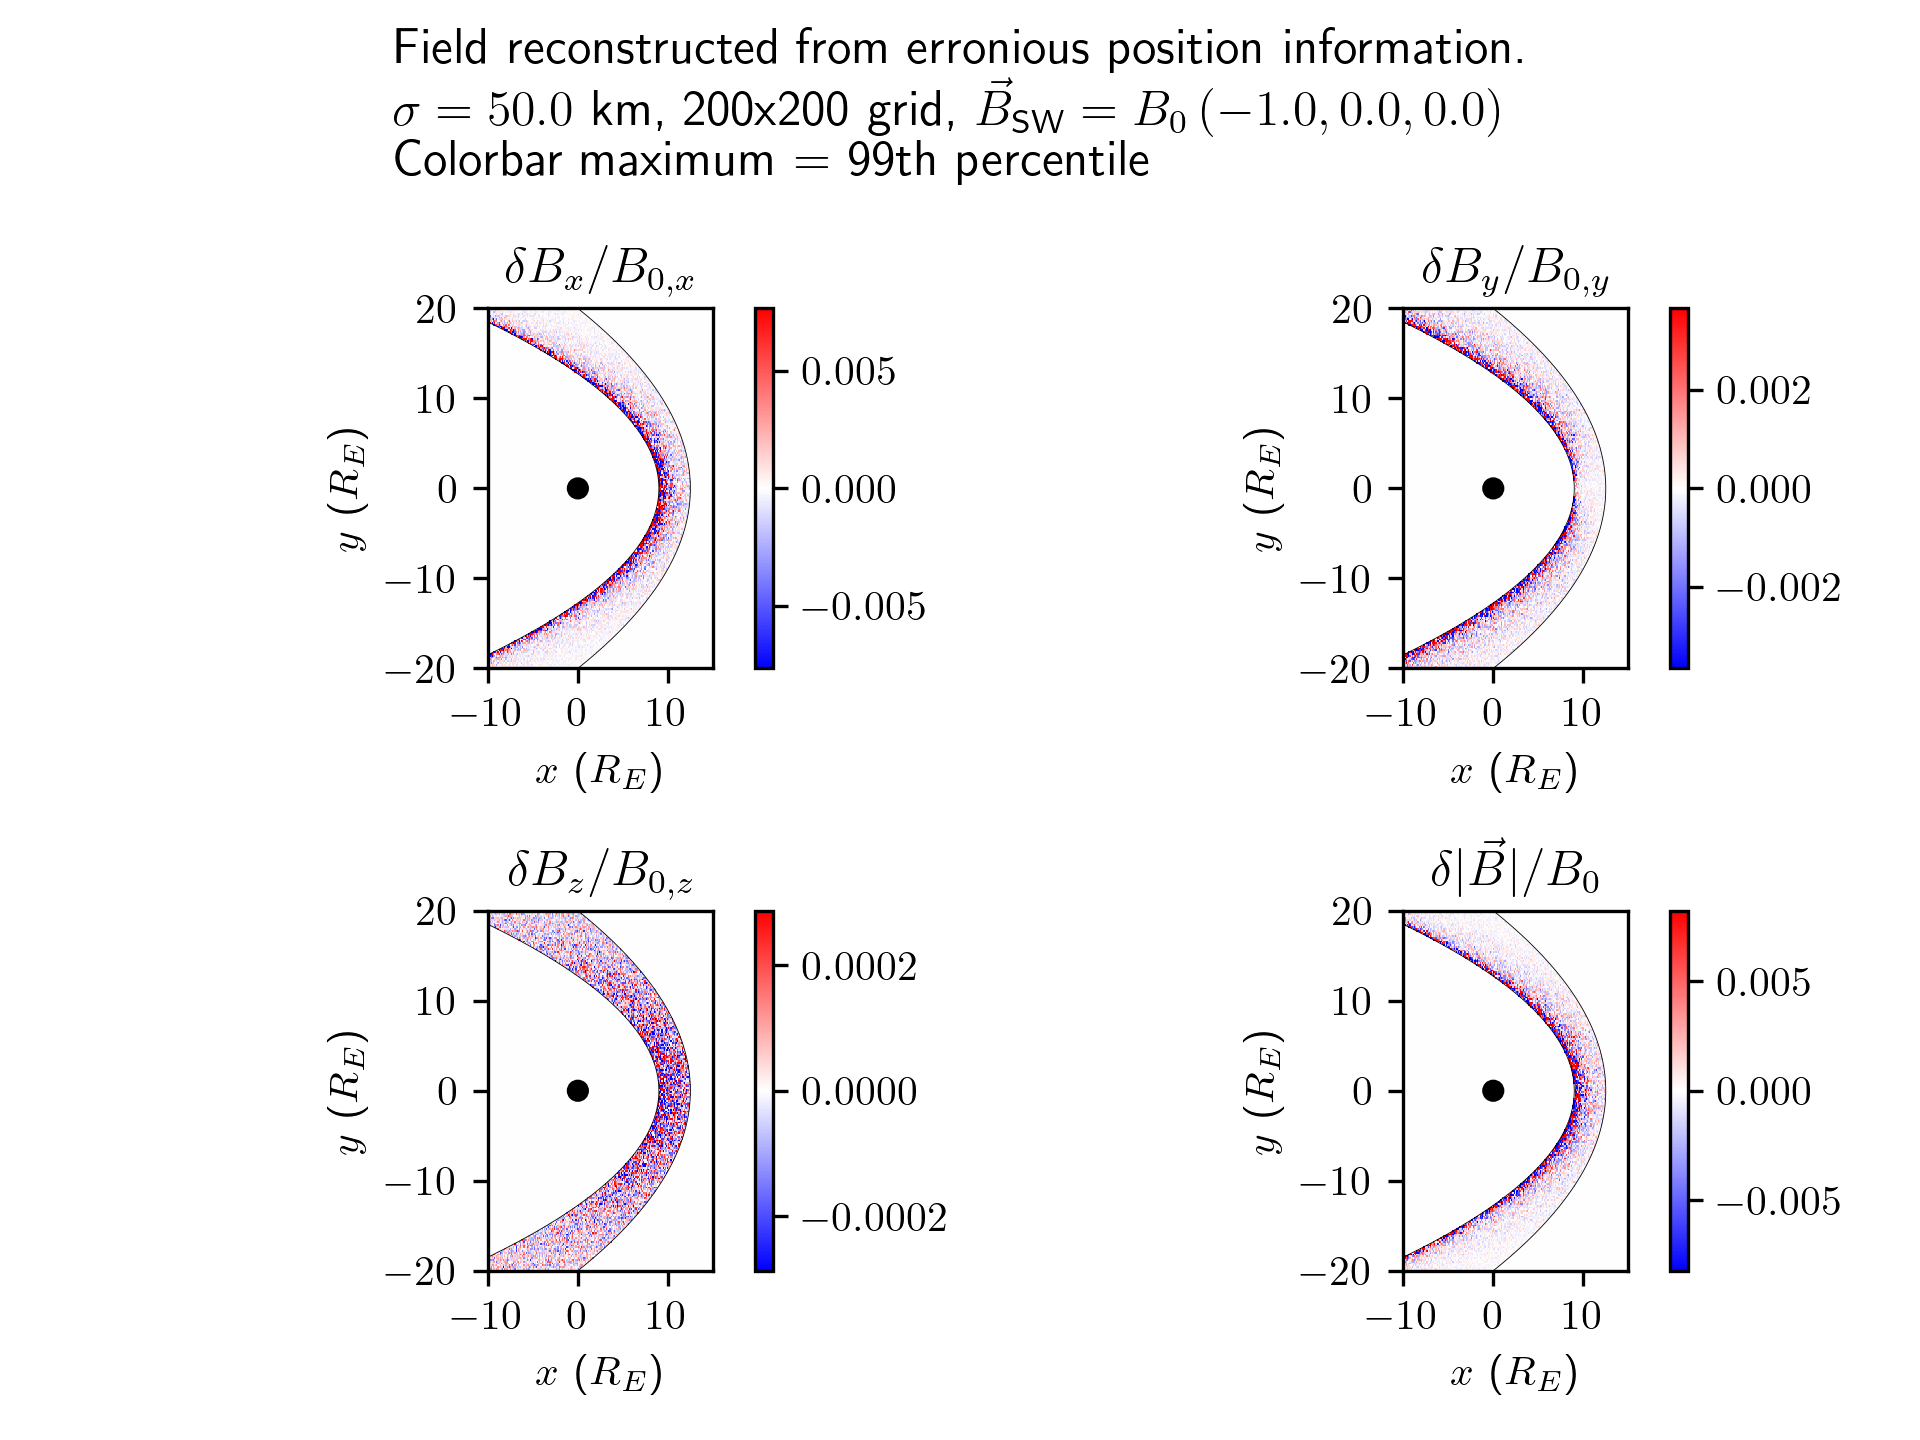 Field reconstructed from erronious position information.
σ = 50.0 km, 200x200 grid, B⃗_SW = B_0 (−1.0, 0.0, 0.0)
Colorbar maximum = 99th percentile
δB_x/B_{0,x}
20
10
0
−10
−20
y (R_E)
−10 0 10
x (R_E)
0.005
0.000
−0.005
δB_y/B_{0,y}
20
10
0
−10
−20
y (R_E)
−10 0 10
x (R_E)
0.002
0.000
−0.002
δB_z/B_{0,z}
20
10
0
−10
−20
y (R_E)
−10 0 10
x (R_E)
0.0002
0.0000
−0.0002
δ|B⃗|/B_0
20
10
0
−10
−20
y (R_E)
−10 0 10
x (R_E)
0.005
0.000
−0.005